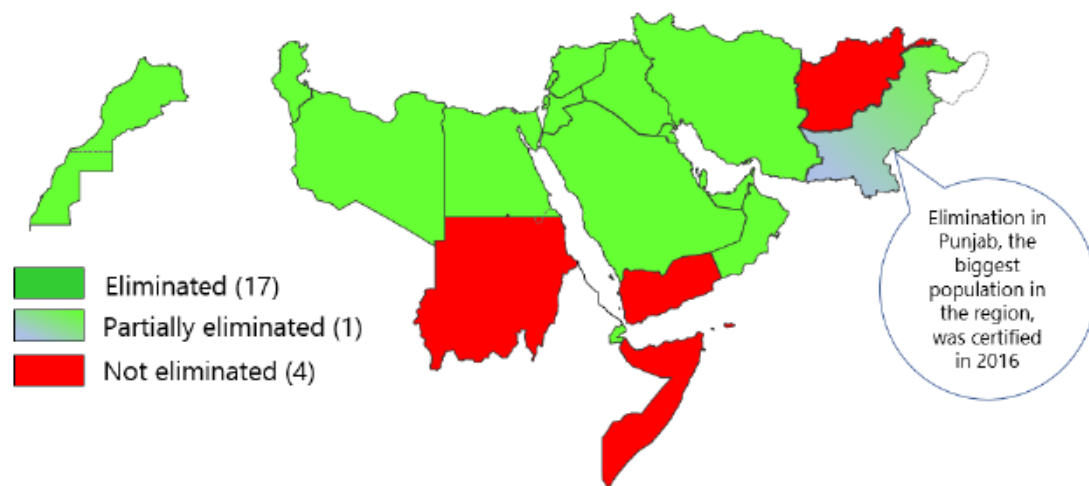 Eliminated (17)
Partially eliminated (1)
Not eliminated (4)
Elimination in
Punjab, the
biggest
population in
the region,
was certified
in 2016